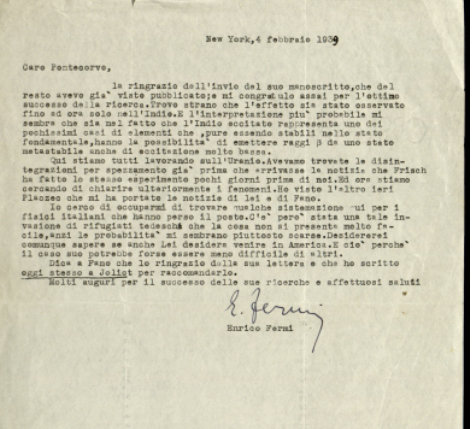 New York,4 febbraio 1939
Caro Pontecorvo,
la ringrazio dell'invio del suo manoscritto,che del
resto avevo gia' visto pubblicato;e mi congratulo assai per l'ottimo
successo della ricerca.Trovo strano che l'effetto sia stato osservato
fino ad ora solo nell'Indio.E l'interpretazione piu' probabile mi
sembra che sia nel fatto che l'Indio eccitato rappresenta uno dei
pochissimi casi di elementi che ,pure essendo stabili nello stato
fondamentale,hanno la possibilita' di emettere raggi β da uno stato
metastabile anche di eccitazione molto bassa.
Qui stiamo tutti lavorando sull'Uranio.Avevamo trovate le disin-
tegrazioni per spezzamento gia' prima che arrivasse la notizia che Frisch
ha fatto lo stesso esperimento pochi giorni prima di noi.Ed ora stiamo
cercando di chiarire ulteriormente i fenomeni.Ho visto l'altro ieri
Placzec che mi ha portate le notizie di lei e di Fano.
Io cerco di occuparmi di trovare qualche sistemazione qui per i
fisici italiani che hanno perso il posto.C'e' pero' stata una tale in-
vasione di rifugiati tedeschi che la cosa non si presenta molto fa-
cile,anzi le probabilita' mi sembrano piuttosto scarse.Desidererei
comunque sapere se anche Lei desidera venire in America.E cio' perche'
il caso suo potrebbe forse essere meno difficile di altri.
Dica a Fano che lo ringrazio della sua lettera e che ho scritto
oggi stesso a Joliot per raccomandarlo.
Molti auguri per il successo delle sue ricerche e affettuosi saluti
E. Fermi
Enrico Fermi